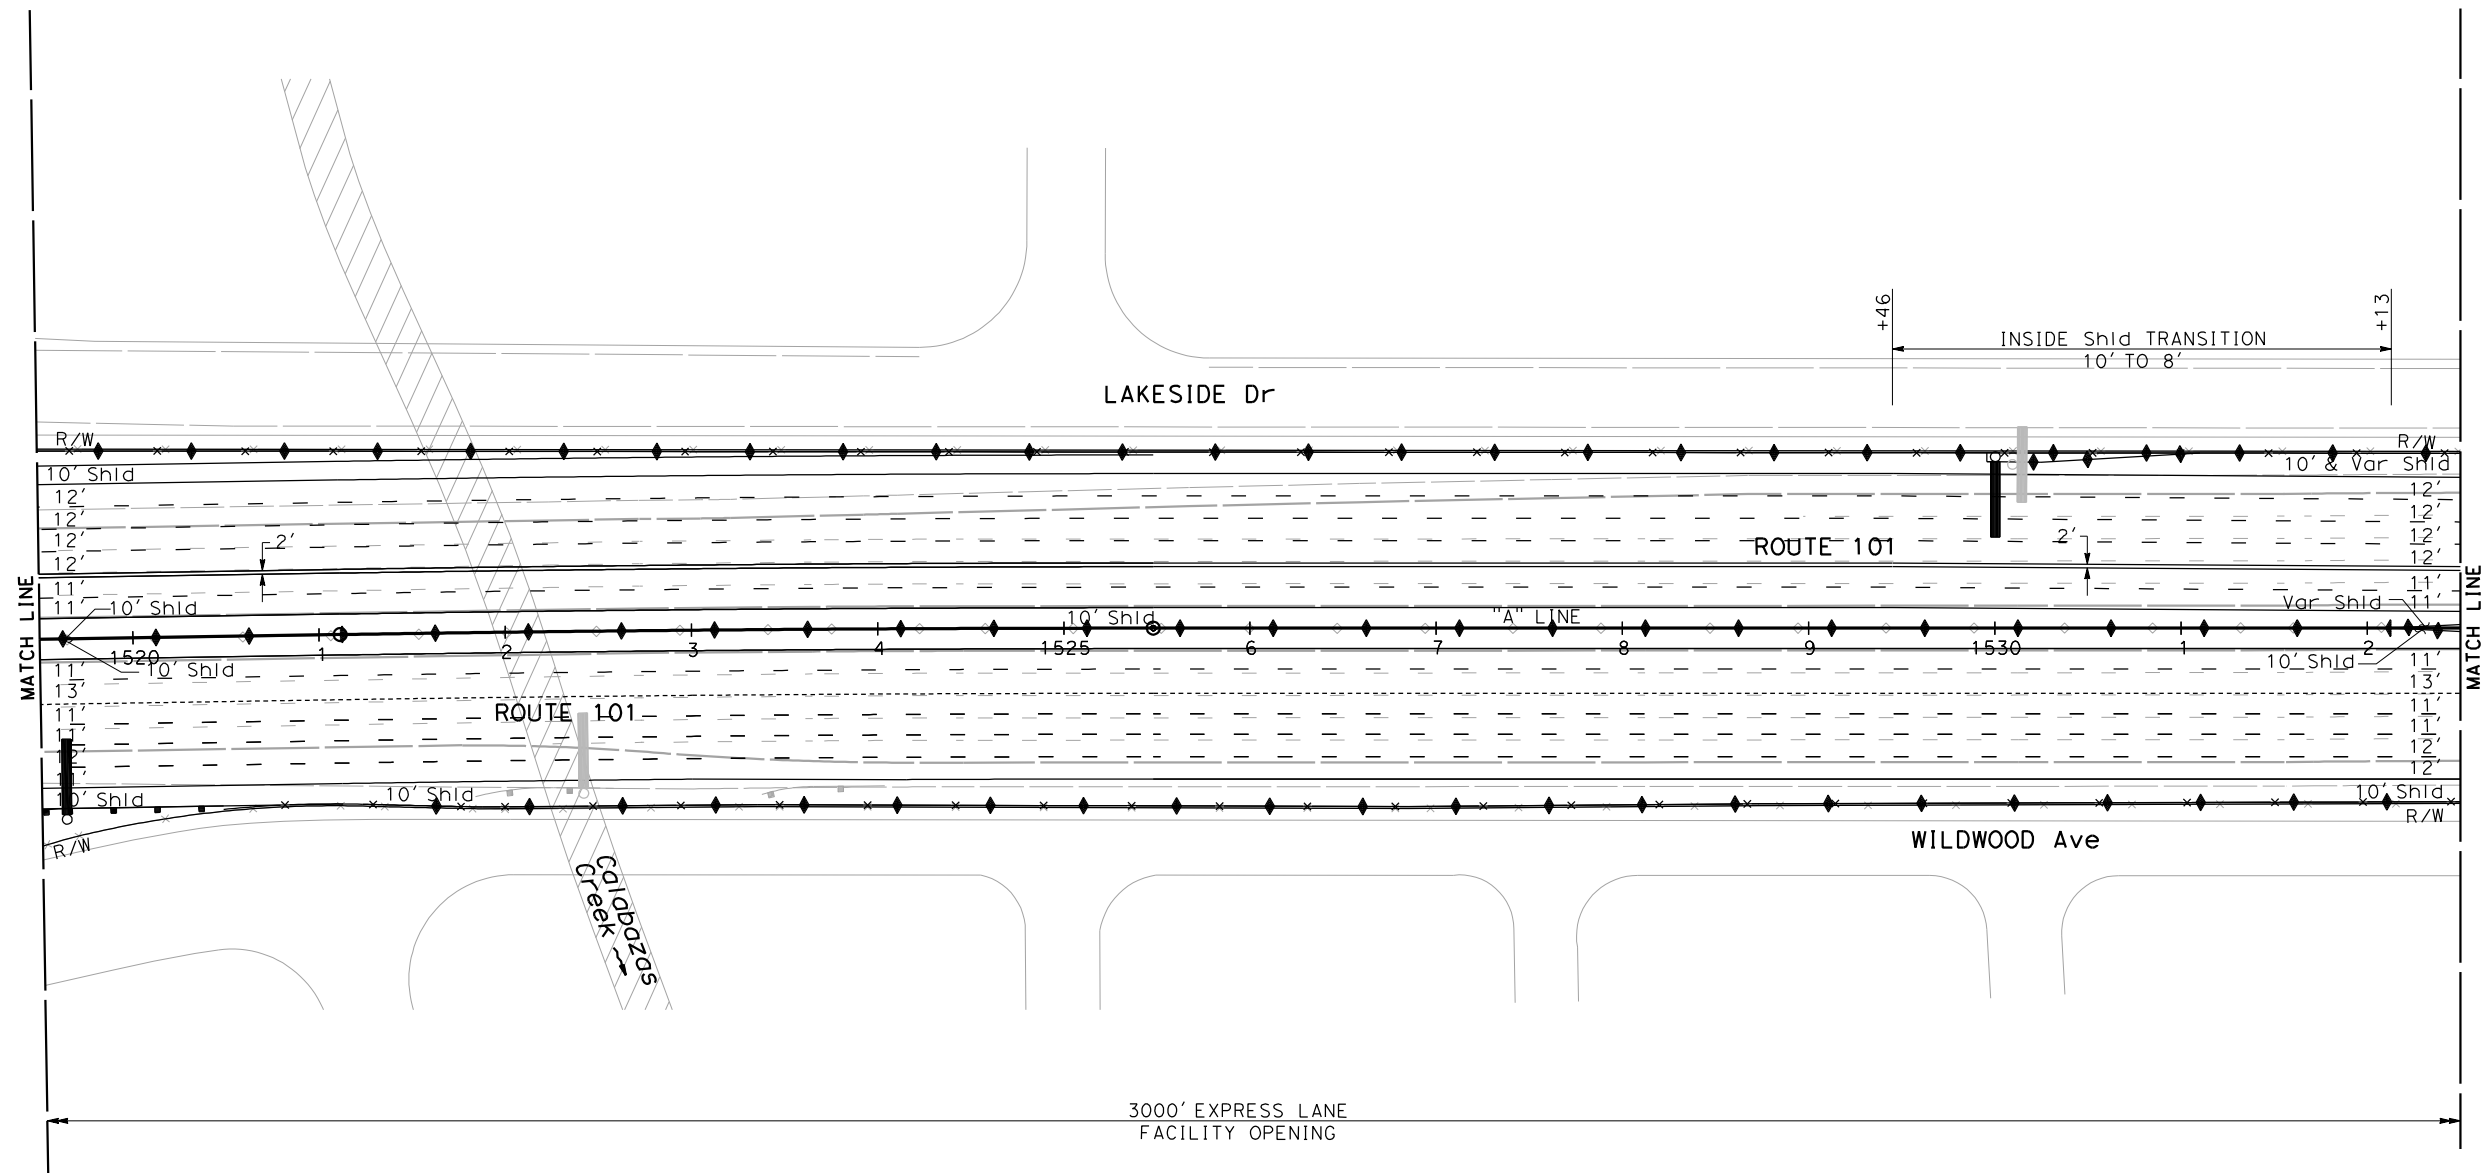 +46
+13
INSIDE Shld TRANSITION
10' TO 8'
LAKESIDE Dr
R/W
R/W
10' Shld
10' & Var Shld
12'
12'
12'
12'
2'
12'
12'
12'
12'
ROUTE 101
2'
11'
11'
11'
11'
MATCH LINE
MATCH LINE
10' Shld
10' Shld
"A" LINE
Var Shld
1520
1
2
3
4
1525
6
7
8
9
1530
1
2
10' Shld
10' Shld
11'
13'
11'
13'
ROUTE 101
11'
11'
12'
11'
11'
11'
12'
12'
10' Shld
10' Shld
10' Shld
R/W
R/W
WILDWOOD Ave
Calabazas
Creek
3000' EXPRESS LANE
FACILITY OPENING